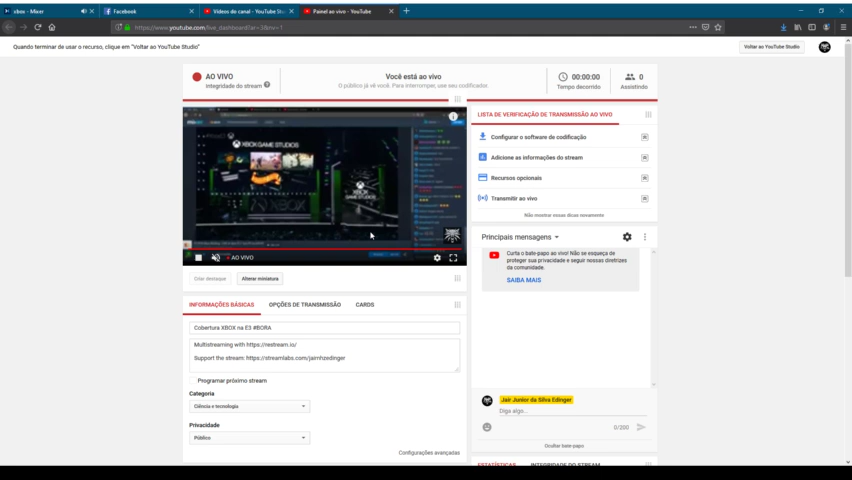 xbox - Mixer
Facebook
Vídeos do canal - YouTube Stu
Painel ao vivo - YouTube
https://www.youtube.com/live_dashboard?ar=3&nv=1
Quando terminar de usar o recurso, clique em "Voltar ao YouTube Studio"
Voltar ao YouTube Studio
AO VIVO
integridade do stream
Você está ao vivo
O público já vê você. Para interromper, use seu codificador.
00:00:00
Tempo decorrido
0
Assistindo
XBOX GAME STUDIOS
XBOX
GAME STUDIOS
AO VIVO
Criar destaque
Alterar miniatura
INFORMAÇÕES BÁSICAS
OPÇÕES DE TRANSMISSÃO
CARDS
Cobertura XBOX na E3 #BORA
Multistreaming with https://restream.io/
Support the stream: https://streamlabs.com/jairnhzedinger
Programar próximo stream
Categoria
Ciência e tecnologia
Privacidade
Público
Configurações avançadas
LISTA DE VERIFICAÇÃO DE TRANSMISSÃO AO VIVO
Configurar o software de codificação
Adicione as informações do stream
Recursos opcionais
Transmitir ao vivo
Não mostrar essas dicas novamente
Principais mensagens
Curta o bate-papo ao vivo! Não se esqueça de
proteger sua privacidade e seguir nossas diretrizes
da comunidade.
SAIBA MAIS
Jair Junior da Silva Edinger
Diga algo...
0/200
Ocultar bate-papo
ESTATÍSTICAS
INTEGRIDADE DO STREAM